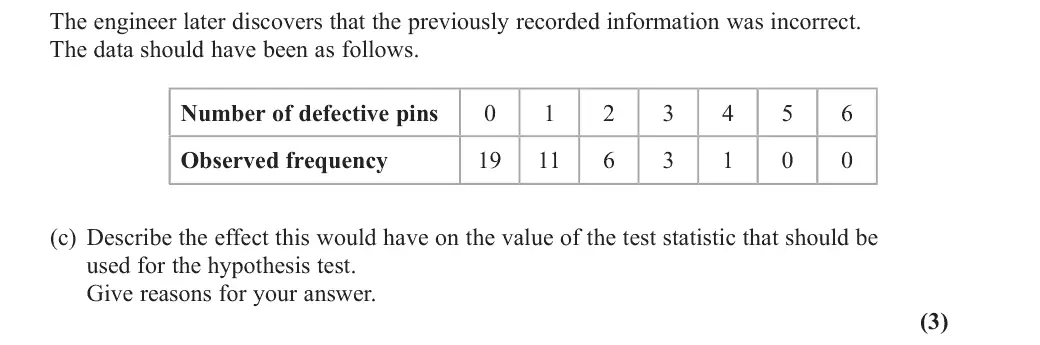 The engineer later discovers that the previously recorded information was incorrect.
The data should have been as follows.
Number of defective pins 0 1 2 3 4 5 6
Observed frequency 19 11 6 3 1 0 0
(c) Describe the effect this would have on the value of the test statistic that should be
used for the hypothesis test.
Give reasons for your answer.
(3)